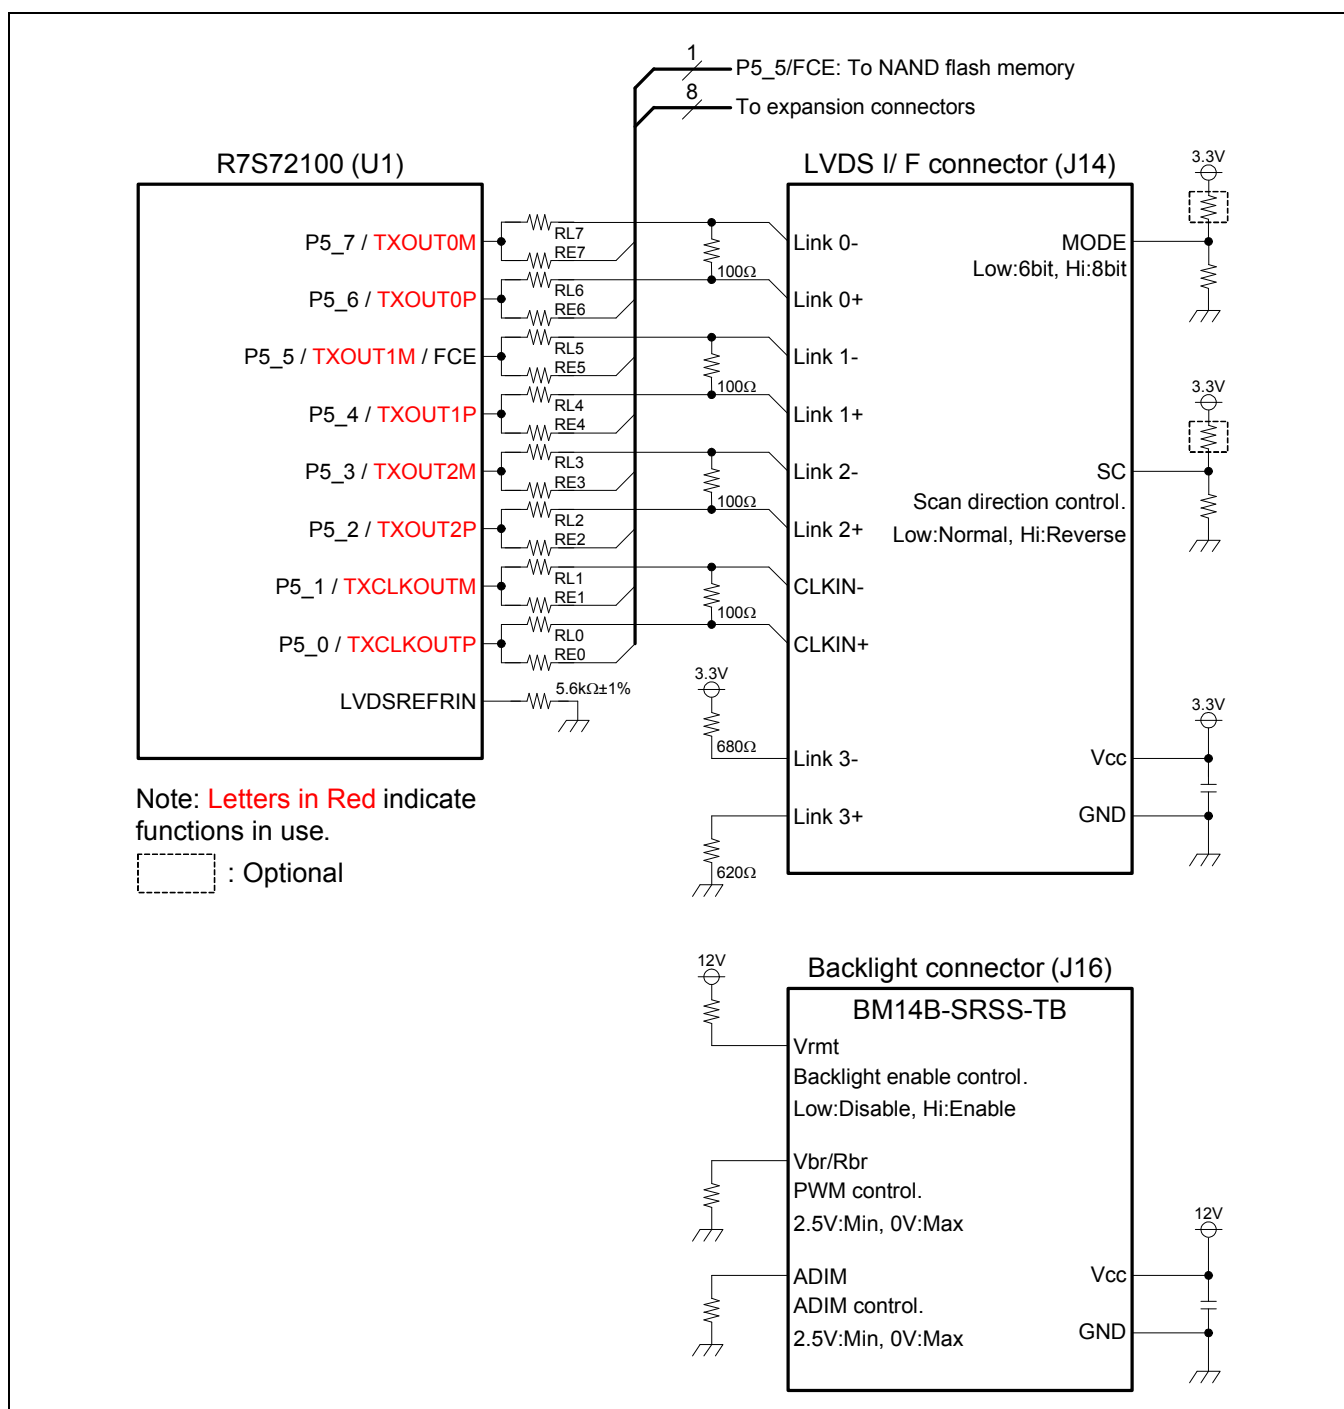 1
P5_5/FCE: To NAND flash memory
8
To expansion connectors
R7S72100 (U1)
P5_7 / TXOUT0M
P5_6 / TXOUT0P
P5_5 / TXOUT1M / FCE
P5_4 / TXOUT1P
P5_3 / TXOUT2M
P5_2 / TXOUT2P
P5_1 / TXCLKOUTM
P5_0 / TXCLKOUTP
LVDSREFRIN
RL7
RE7
RL6
RE6
RL5
RE5
RL4
RE4
RL3
RE3
RL2
RE2
RL1
RE1
RL0
RE0
5.6kΩ±1%
100Ω
100Ω
100Ω
100Ω
3.3V
680Ω
620Ω
LVDS I/ F connector (J14)
Link 0-
Link 0+
Link 1-
Link 1+
Link 2-
Link 2+
CLKIN-
CLKIN+
Link 3-
Link 3+
MODE
Low:6bit, Hi:8bit
SC
Scan direction control.
Low:Normal, Hi:Reverse
Vcc
GND
3.3V
3.3V
3.3V
Note: Letters in Red indicate
functions in use.
: Optional
12V
Backlight connector (J16)
BM14B-SRSS-TB
Vrmt
Backlight enable control.
Low:Disable, Hi:Enable
Vbr/Rbr
PWM control.
2.5V:Min, 0V:Max
ADIM
ADIM control.
2.5V:Min, 0V:Max
Vcc
GND
12V